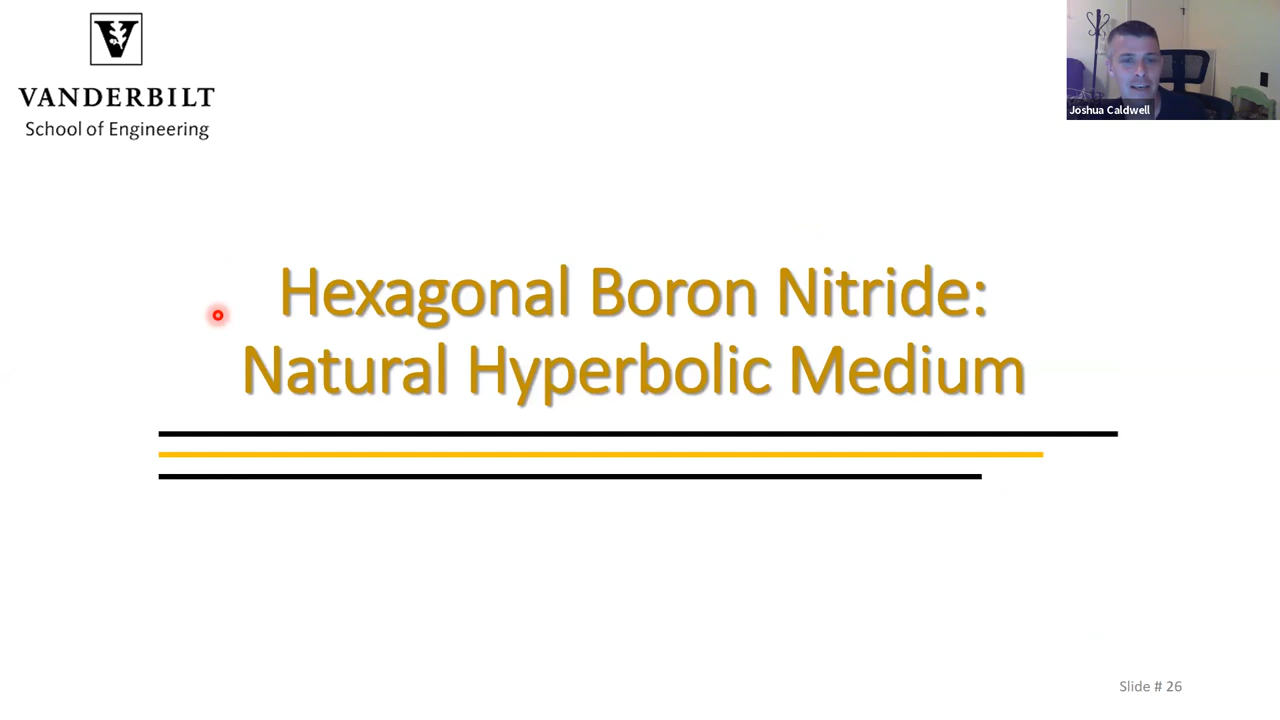 V
VANDERBILT
School of Engineering
Joshua Caldwell
Hexagonal Boron Nitride:
Natural Hyperbolic Medium
Slide # 26